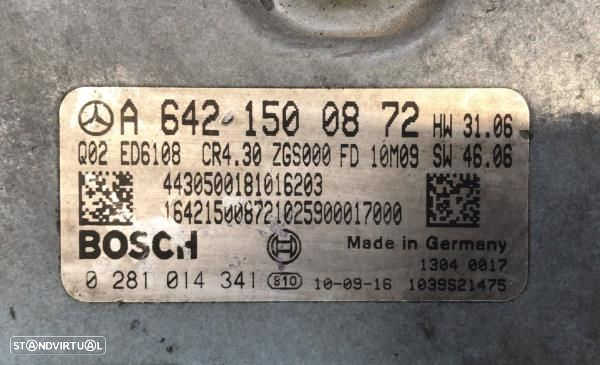 A 642 150 08 72 HW 31.06
Q02 ED6108 CR4.30 ZGS000 FD 10M09 SW 46.06
4430500181016203
164215008721025900017000
BOSCH Made in Germany
1304 0017
0 281 014 341 810 10-09-16 1039S21475
STANDVIRTUAL